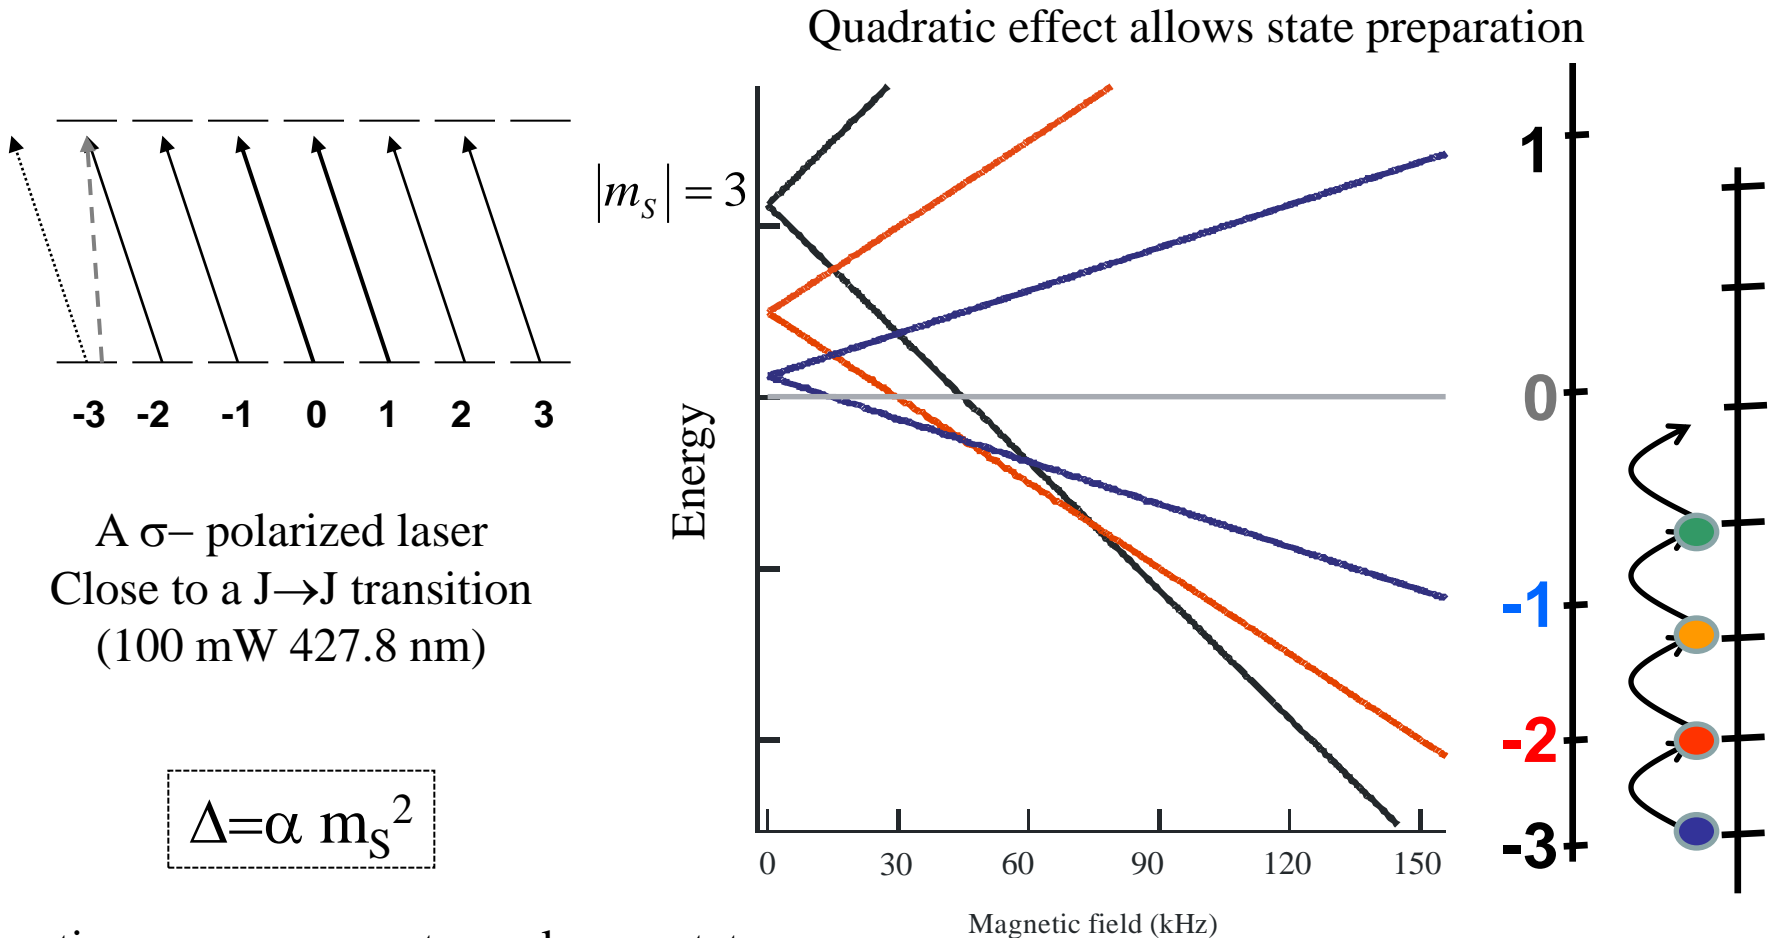 Quadratic effect allows state preparation
|m_S| = 3
-3 -2 -1 0 1 2 3
A σ− polarized laser
Close to a J→J transition
(100 mW 427.8 nm)
Δ=α m_S²
Energy
0 30 60 90 120 150
Magnetic field (kHz)
1
0
-1
-2
-3